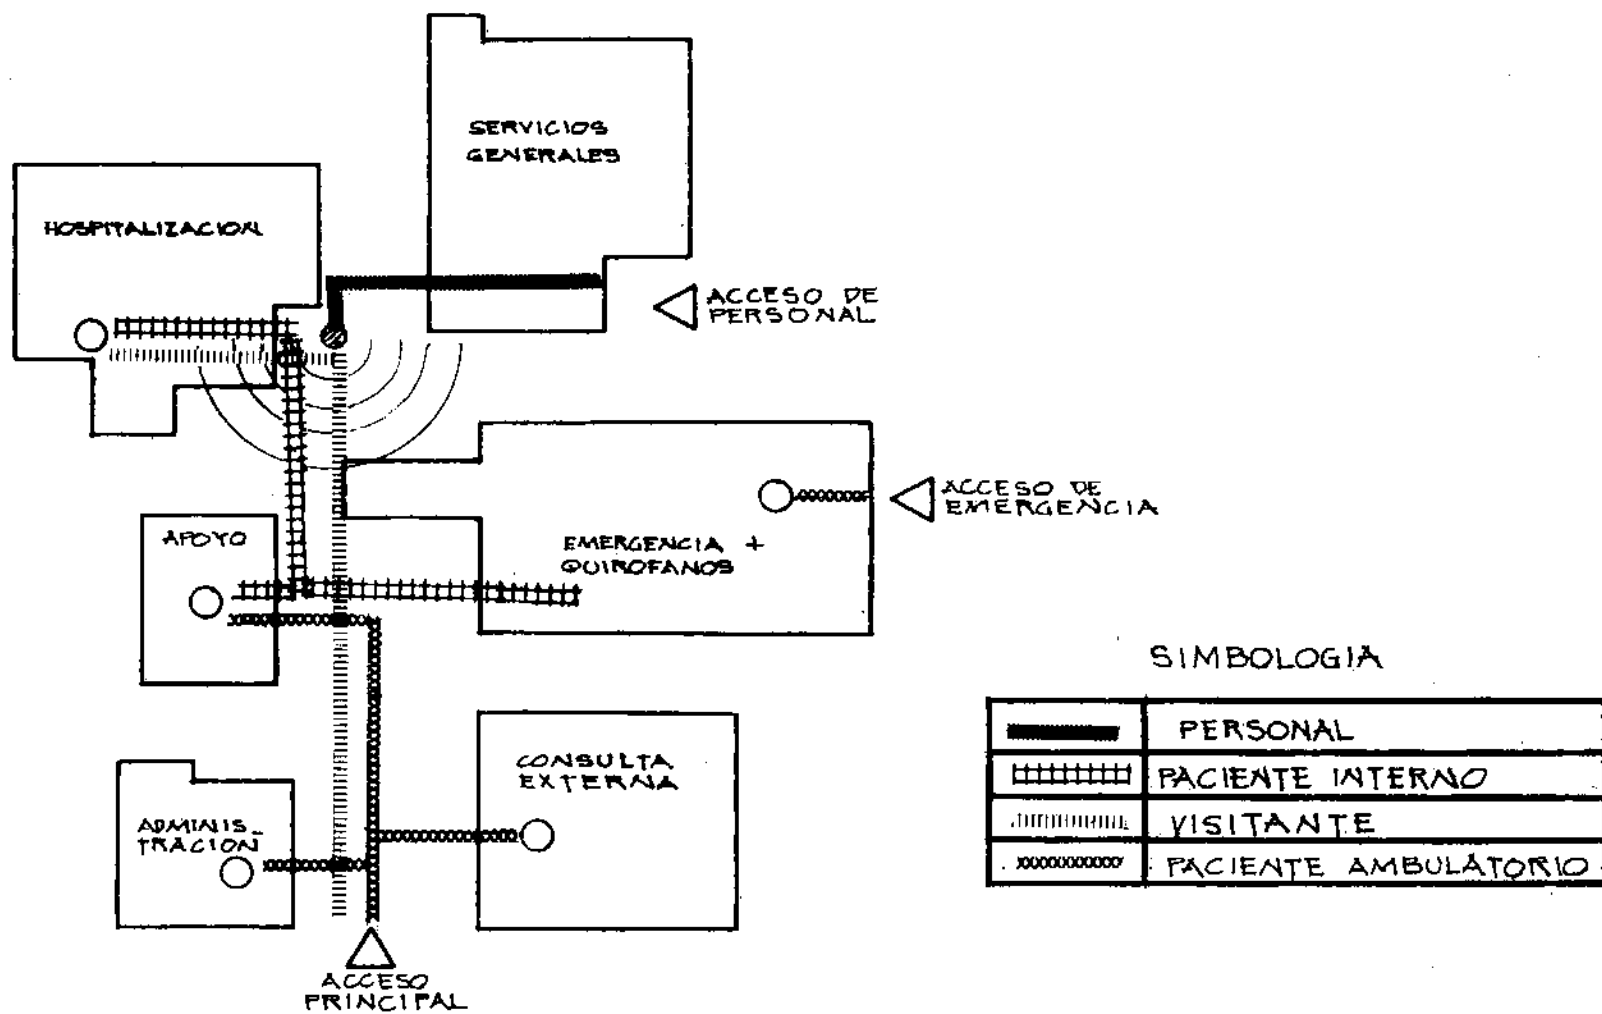 SERVICIOS
GENERALES
HOSPITALIZACION
ACCESO DE
PERSONAL
ACCESO DE
EMERGENCIA
APOYO
EMERGENCIA +
QUIROFANOS
SIMBOLOGIA
PERSONAL
PACIENTE INTERNO
VISITANTE
PACIENTE AMBULATORIO
CONSULTA
EXTERNA
ADMINIS_
TRACION
ACCESO
PRINCIPAL